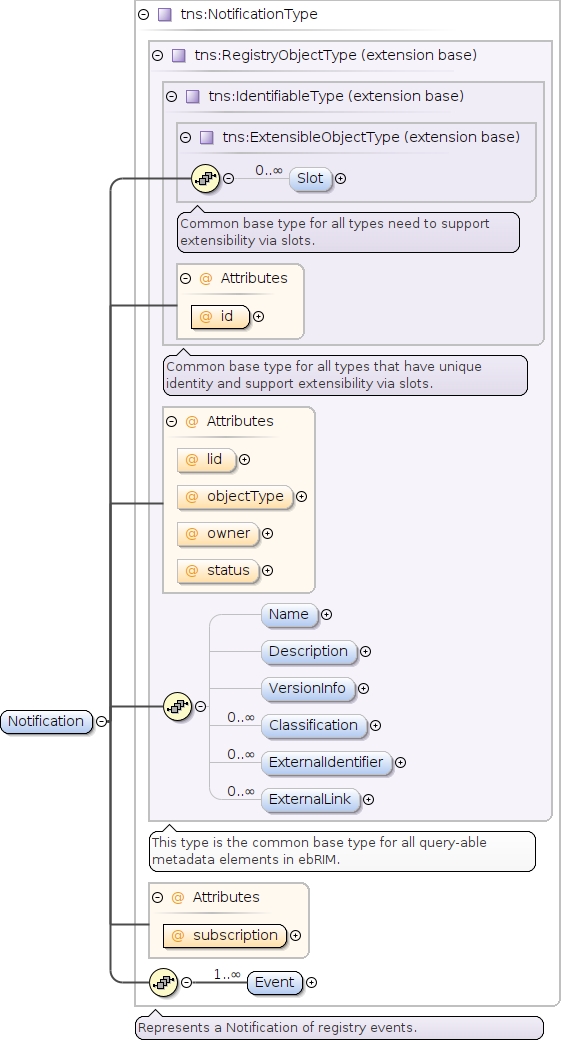 tns:NotificationType
tns:RegistryObjectType (extension base)
tns:IdentifiableType (extension base)
tns:ExtensibleObjectType (extension base)
0..∞ Slot
Common base type for all types need to support
extensibility via slots.
@ Attributes
@ id
Common base type for all types that have unique
identity and support extensibility via slots.
@ Attributes
@ lid
@ objectType
@ owner
@ status
Name
Description
VersionInfo
Notification
0..∞ Classification
0..∞ ExternalIdentifier
0..∞ ExternalLink
This type is the common base type for all query-able
metadata elements in ebRIM.
@ Attributes
@ subscription
1..∞ Event
Represents a Notification of registry events.